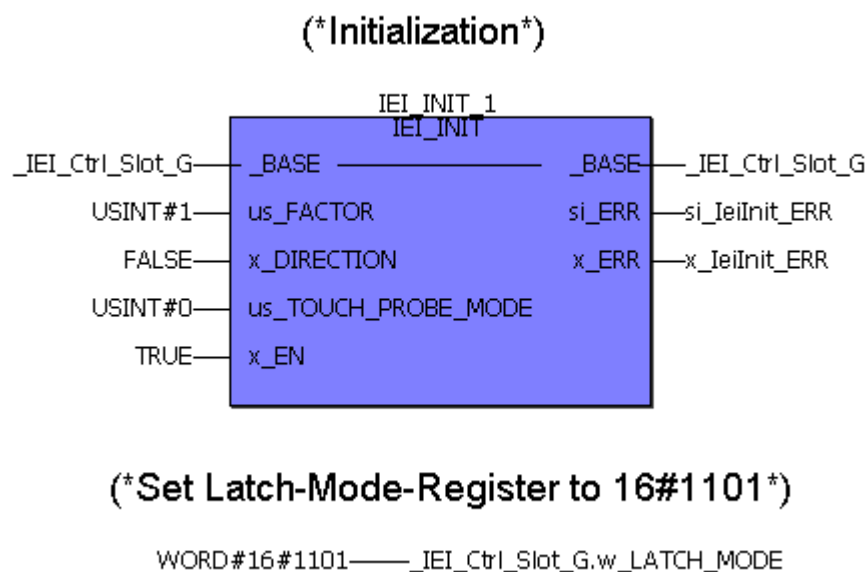 (*Initialization*)
IEI_INIT_1
IEI_INIT
_IEI_Ctrl_Slot_G _BASE _BASE _IEI_Ctrl_Slot_G
USINT#1 us_FACTOR si_ERR si_IeiInit_ERR
FALSE x_DIRECTION x_ERR x_IeiInit_ERR
USINT#0 us_TOUCH_PROBE_MODE
TRUE x_EN
(*Set Latch-Mode-Register to 16#1101*)
WORD#16#1101 _IEI_Ctrl_Slot_G.w_LATCH_MODE